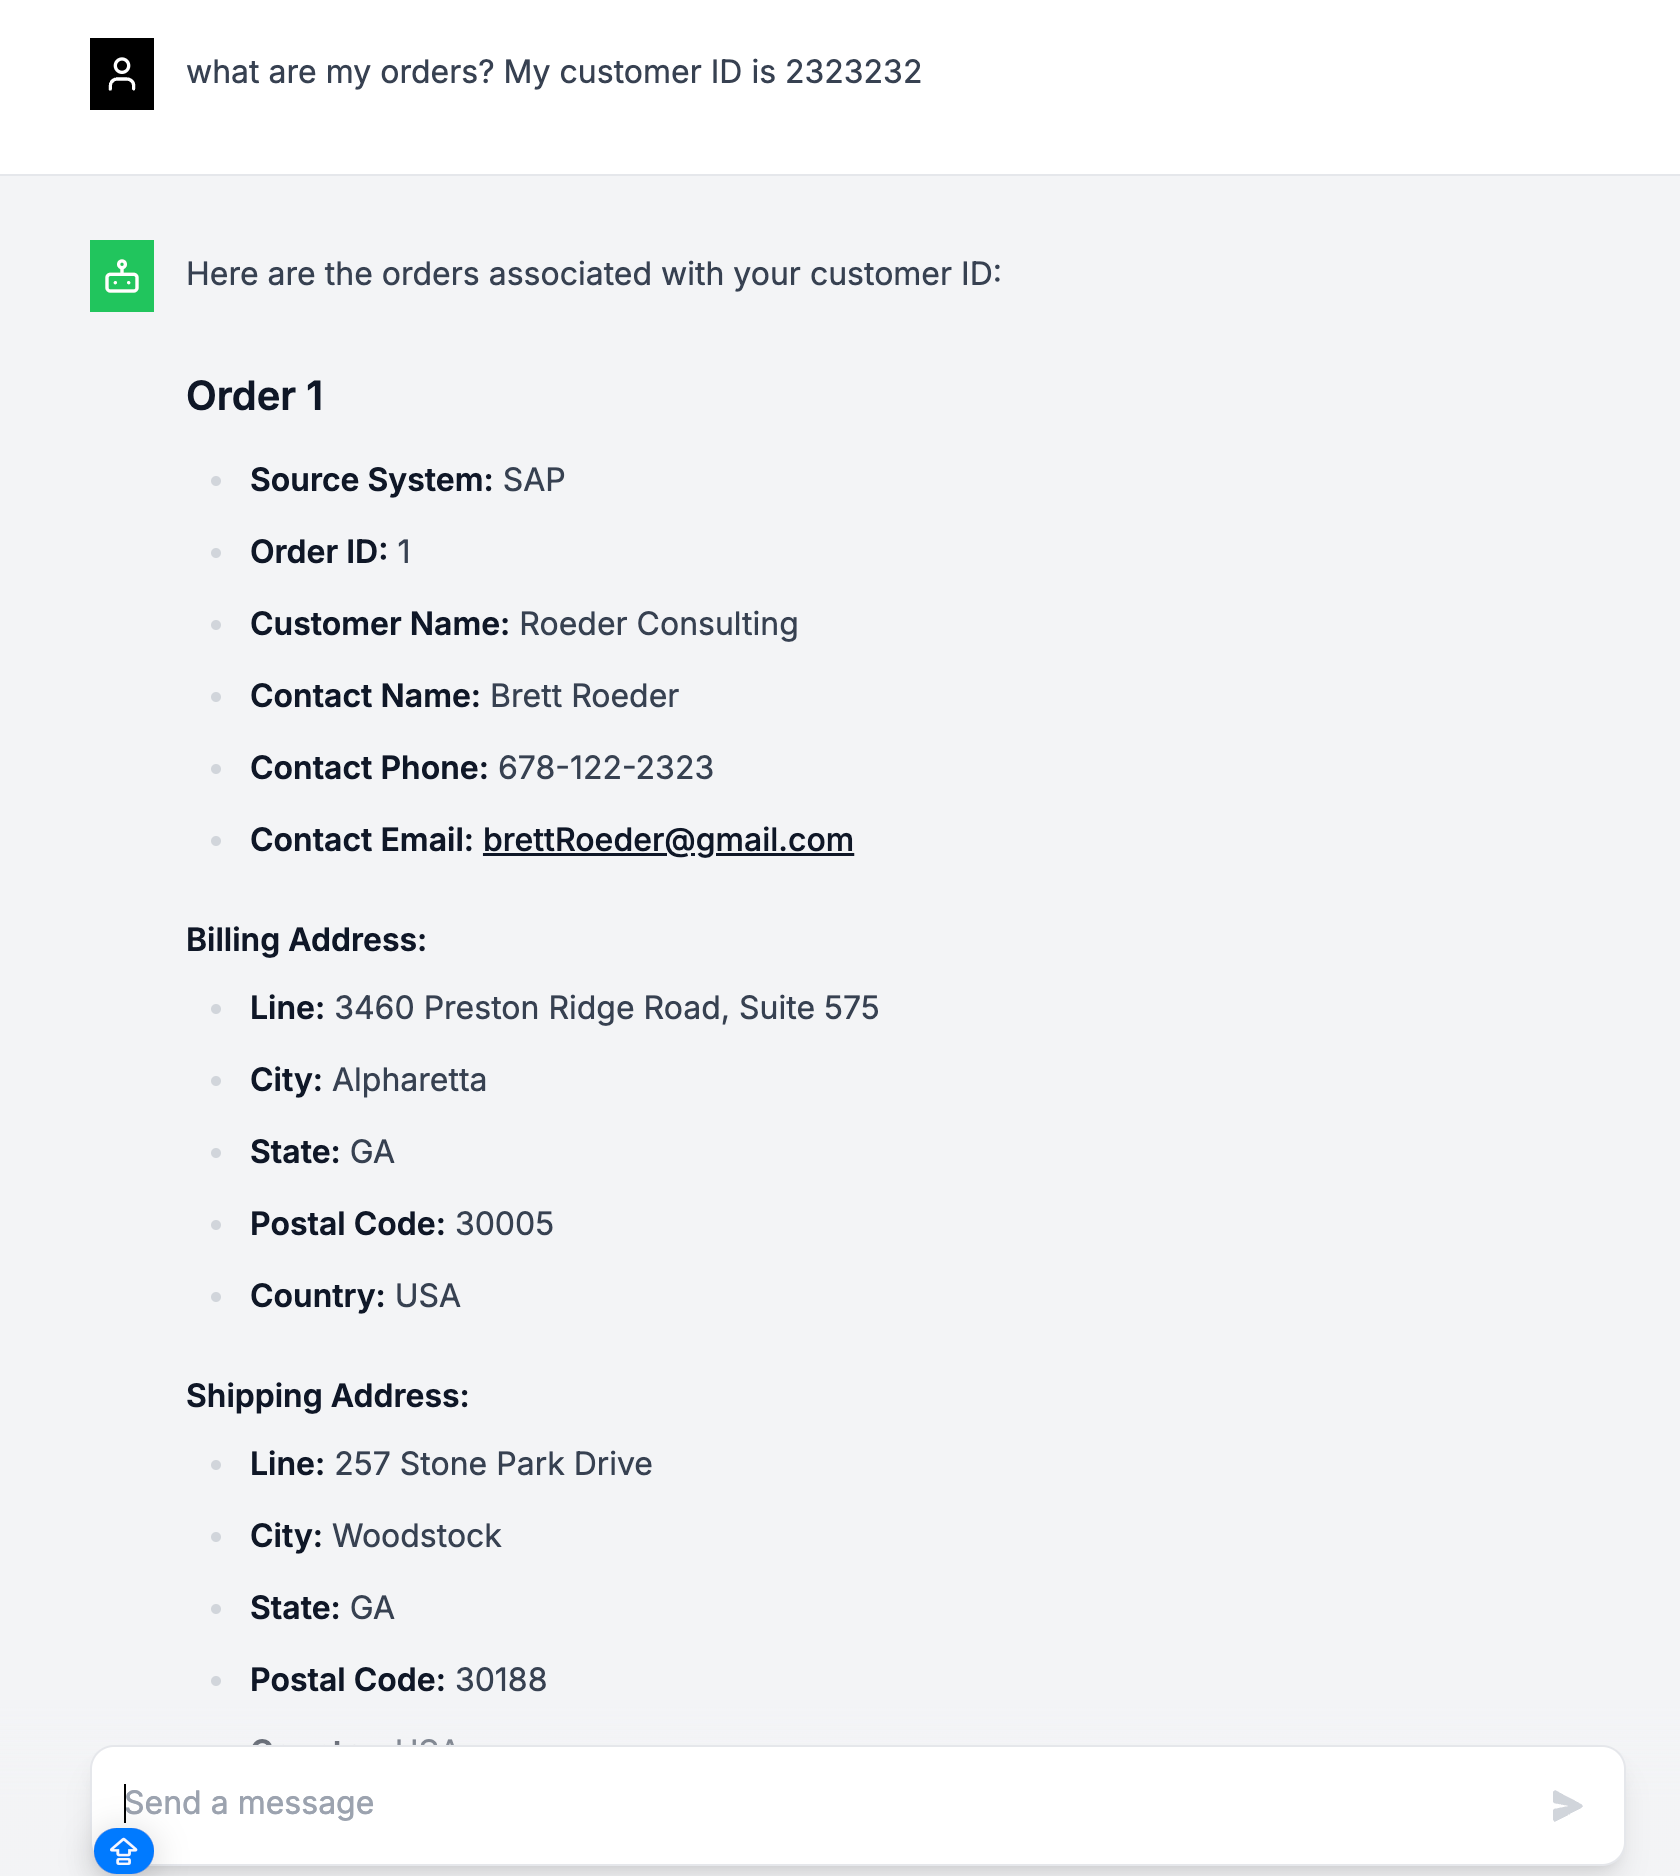 what are my orders? My customer ID is 2323232
Here are the orders associated with your customer ID:
Order 1
Source System: SAP
Order ID: 1
Customer Name: Roeder Consulting
Contact Name: Brett Roeder
Contact Phone: 678-122-2323
Contact Email: brettRoeder@gmail.com
Billing Address:
Line: 3460 Preston Ridge Road, Suite 575
City: Alpharetta
State: GA
Postal Code: 30005
Country: USA
Shipping Address:
Line: 257 Stone Park Drive
City: Woodstock
State: GA
Postal Code: 30188
Send a message